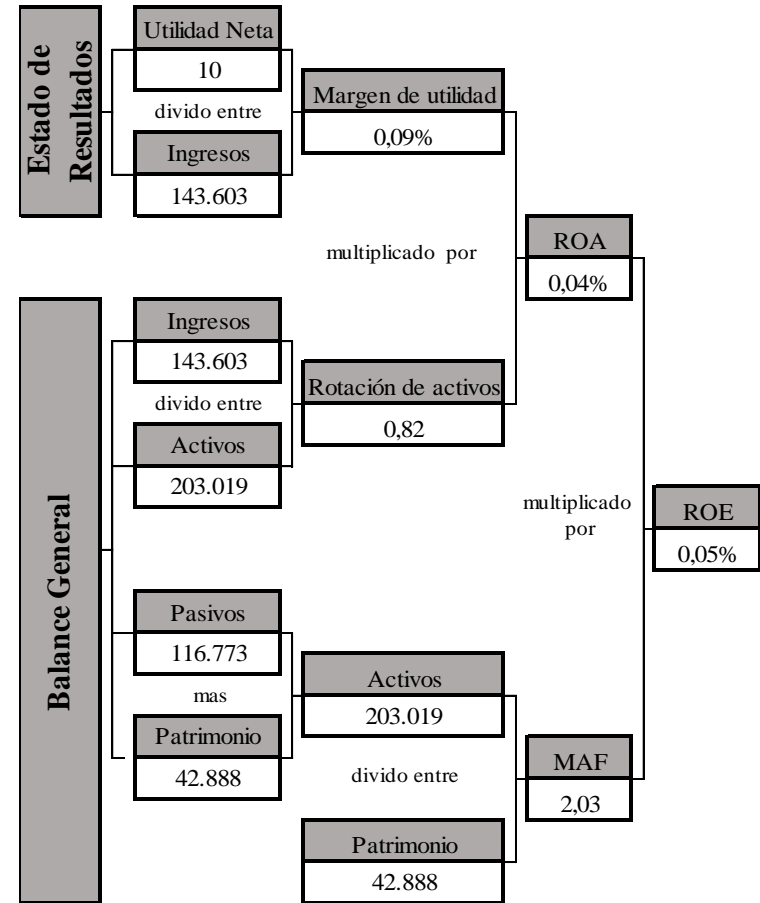 Estado de
Resultados
Utilidad Neta
10
divido entre
Ingresos
143.603
Margen de utilidad
0,09%
multiplicado por
ROA
0,04%
Balance General
Ingresos
143.603
divido entre
Activos
203.019
Rotación de activos
0,82
multiplicado
por
ROE
0,05%
Pasivos
116.773
mas
Patrimonio
42.888
Activos
203.019
divido entre
Patrimonio
42.888
MAF
2,03